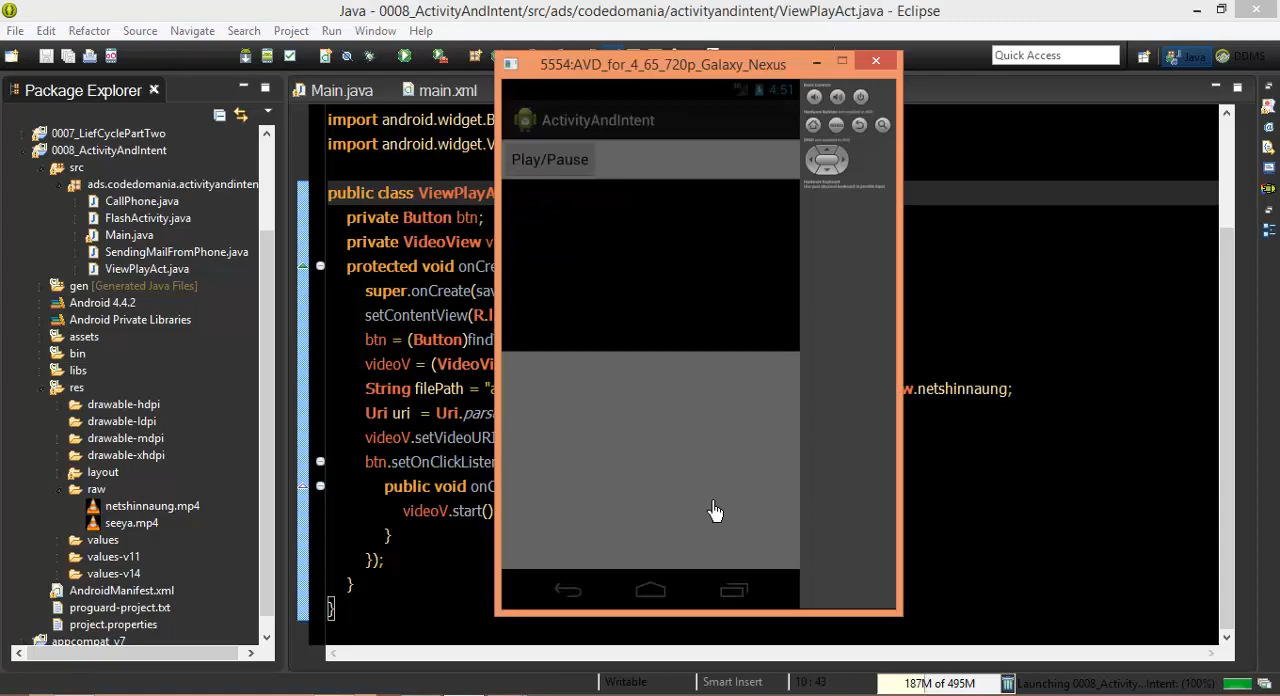 Java - 0008_ActivityAndIntent/src/ads/codedomania/activityandintent/ViewPlayAct.java - Eclipse
File Edit Refactor Source Navigate Search Project Run Window Help
Quick Access
Java
DDMS
Package Explorer
0007_LiefCyclePartTwo
0008_ActivityAndIntent
src
ads.codedomania.activityandinten
CallPhone.java
FlashActivity.java
Main.java
SendingMailFromPhone.java
ViewPlayAct.java
gen [Generated Java Files]
Android 4.4.2
Android Private Libraries
assets
bin
libs
res
drawable-hdpi
drawable-ldpi
drawable-mdpi
drawable-xhdpi
layout
raw
netshinnaung.mp4
seeya.mp4
values
values-v11
values-v14
AndroidManifest.xml
proguard-project.txt
project.properties
appcompat_v7
Main.java
main.xml
import android.widget.B
import android.widget.V
public class ViewPlayA
private Button btn;
private VideoView v
protected void onCre
super.onCreate(sav
setContentView(R.l
btn = (Button)find
videoV = (VideoVi
String filePath = "a
w.netshinnaung;
Uri uri = Uri.pars
videoV.setVideoURI
btn.setOnClickListen
public void onC
videoV.start()
}
});
}
}
5554:AVD_for_4_65_720p_Galaxy_Nexus
4:51
ActivityAndIntent
Play/Pause
Writable
Smart Insert
10 : 43
187M of 495M
Launching 0008_Activity...Intent: (100%)